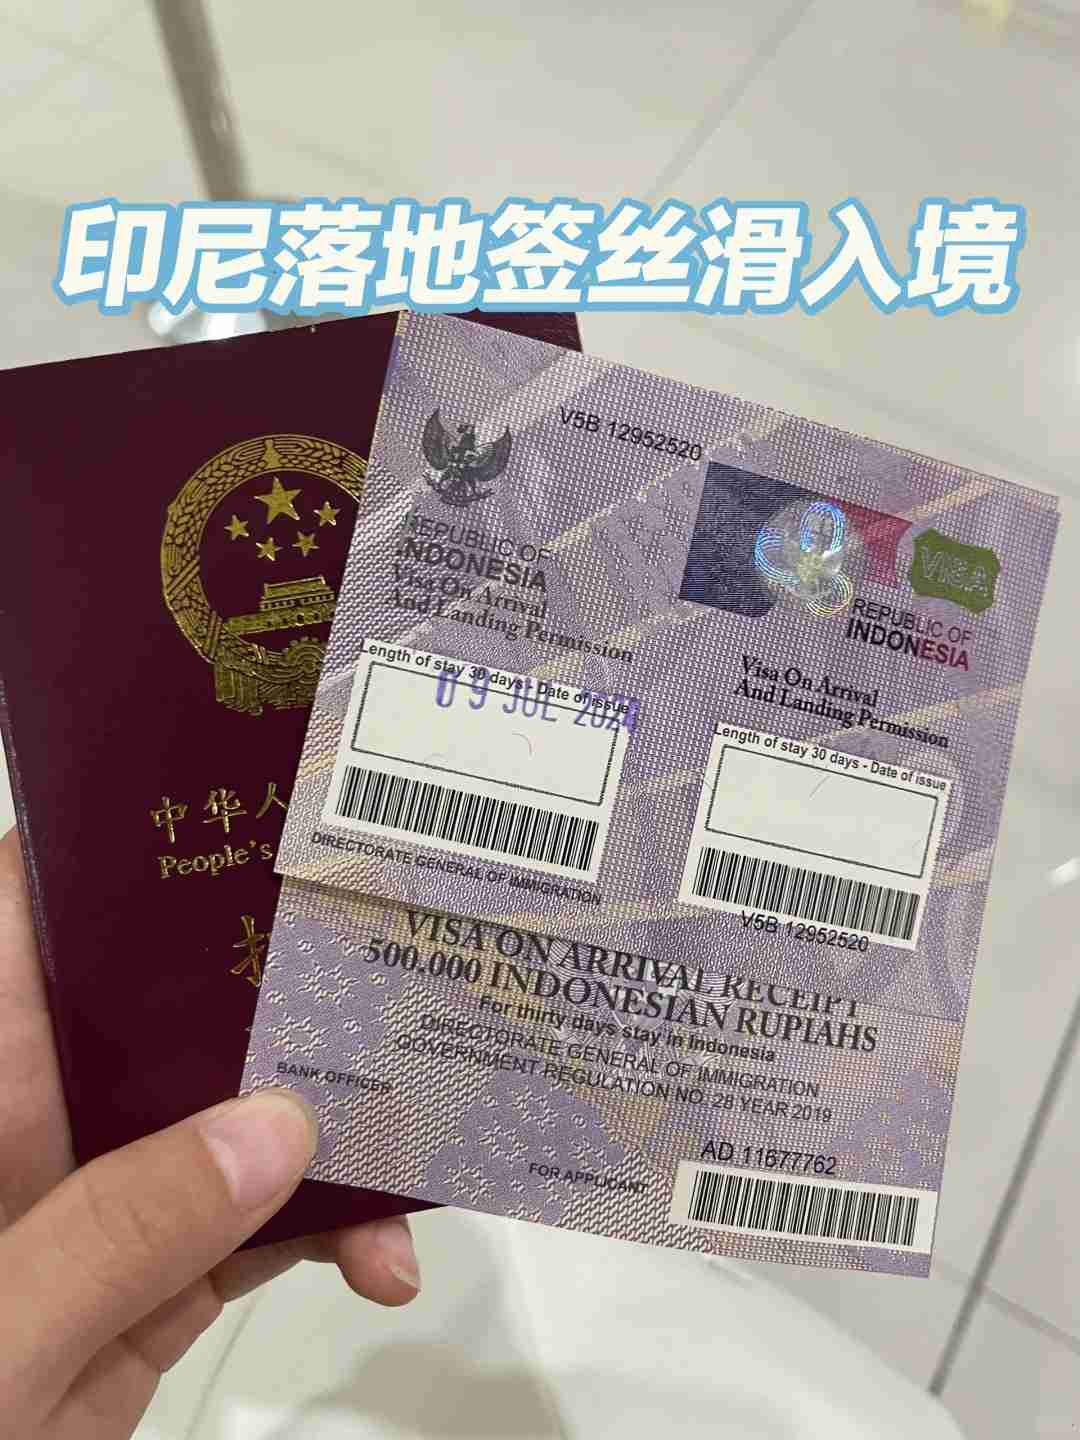 印尼落地签丝滑入境
V5B 12952520
REPUBLIC OF
INDONESIA
Visa On Arrival
And Landing Permission
Length of stay 30 days - Date of issue
09 JUL 2024
DIRECTORATE GENERAL OF IMMIGRATION
VISA
REPUBLIC OF
INDONESIA
Visa On Arrival
And Landing Permission
Length of stay 30 days - Date of issue
V5B 12952520
VISA ON ARRIVAL RECEIPT
500.000 INDONESIAN RUPIAHS
For thirty days stay in Indonesia
DIRECTORATE GENERAL OF IMMIGRATION
GOVERNMENT REGULATION NO. 28 YEAR 2019
BANK OFFICER
FOR APPLICANT
AD 11677762
中华人
People's